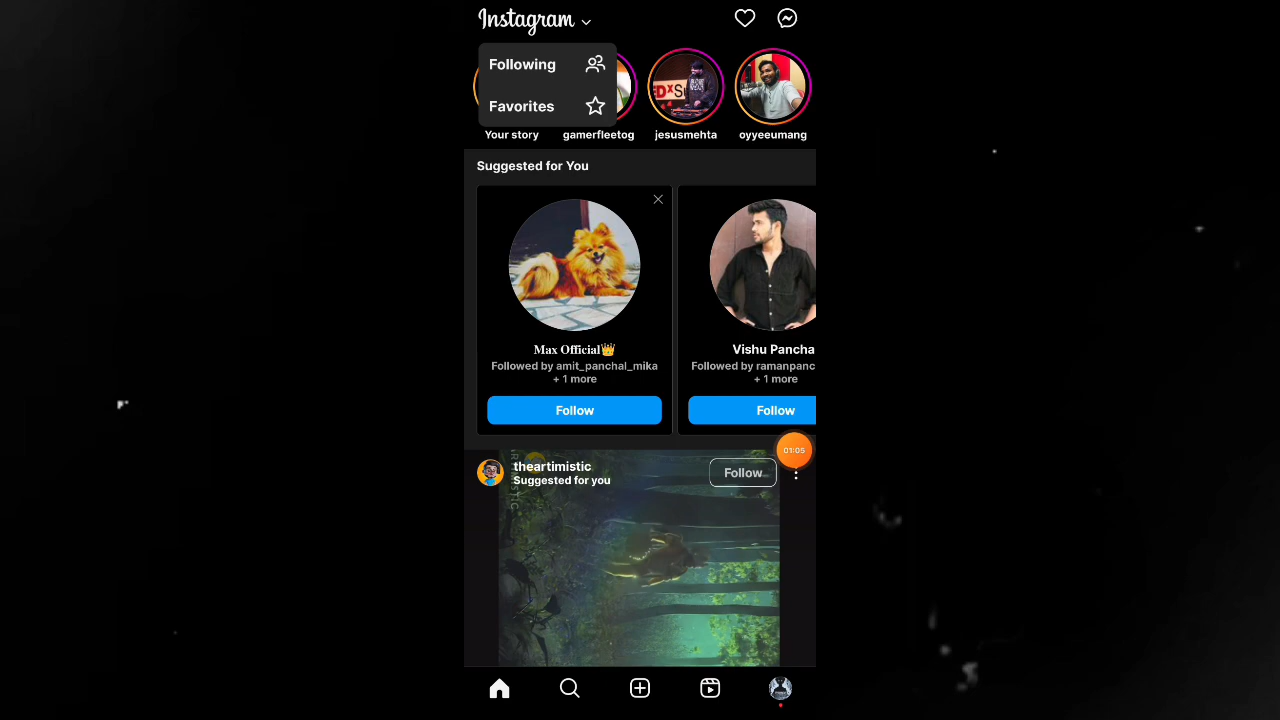 Instagram
Following
Favorites
Your story
gamerfleetog
jesusmehta
oyyeeumang
Suggested for You
Max Official👑
Followed by amit_panchal_mika
+ 1 more
Follow
Vishu Pancha
Followed by ramanpanc
+ 1 more
Follow
01:05
theartimistic
Suggested for you
Follow